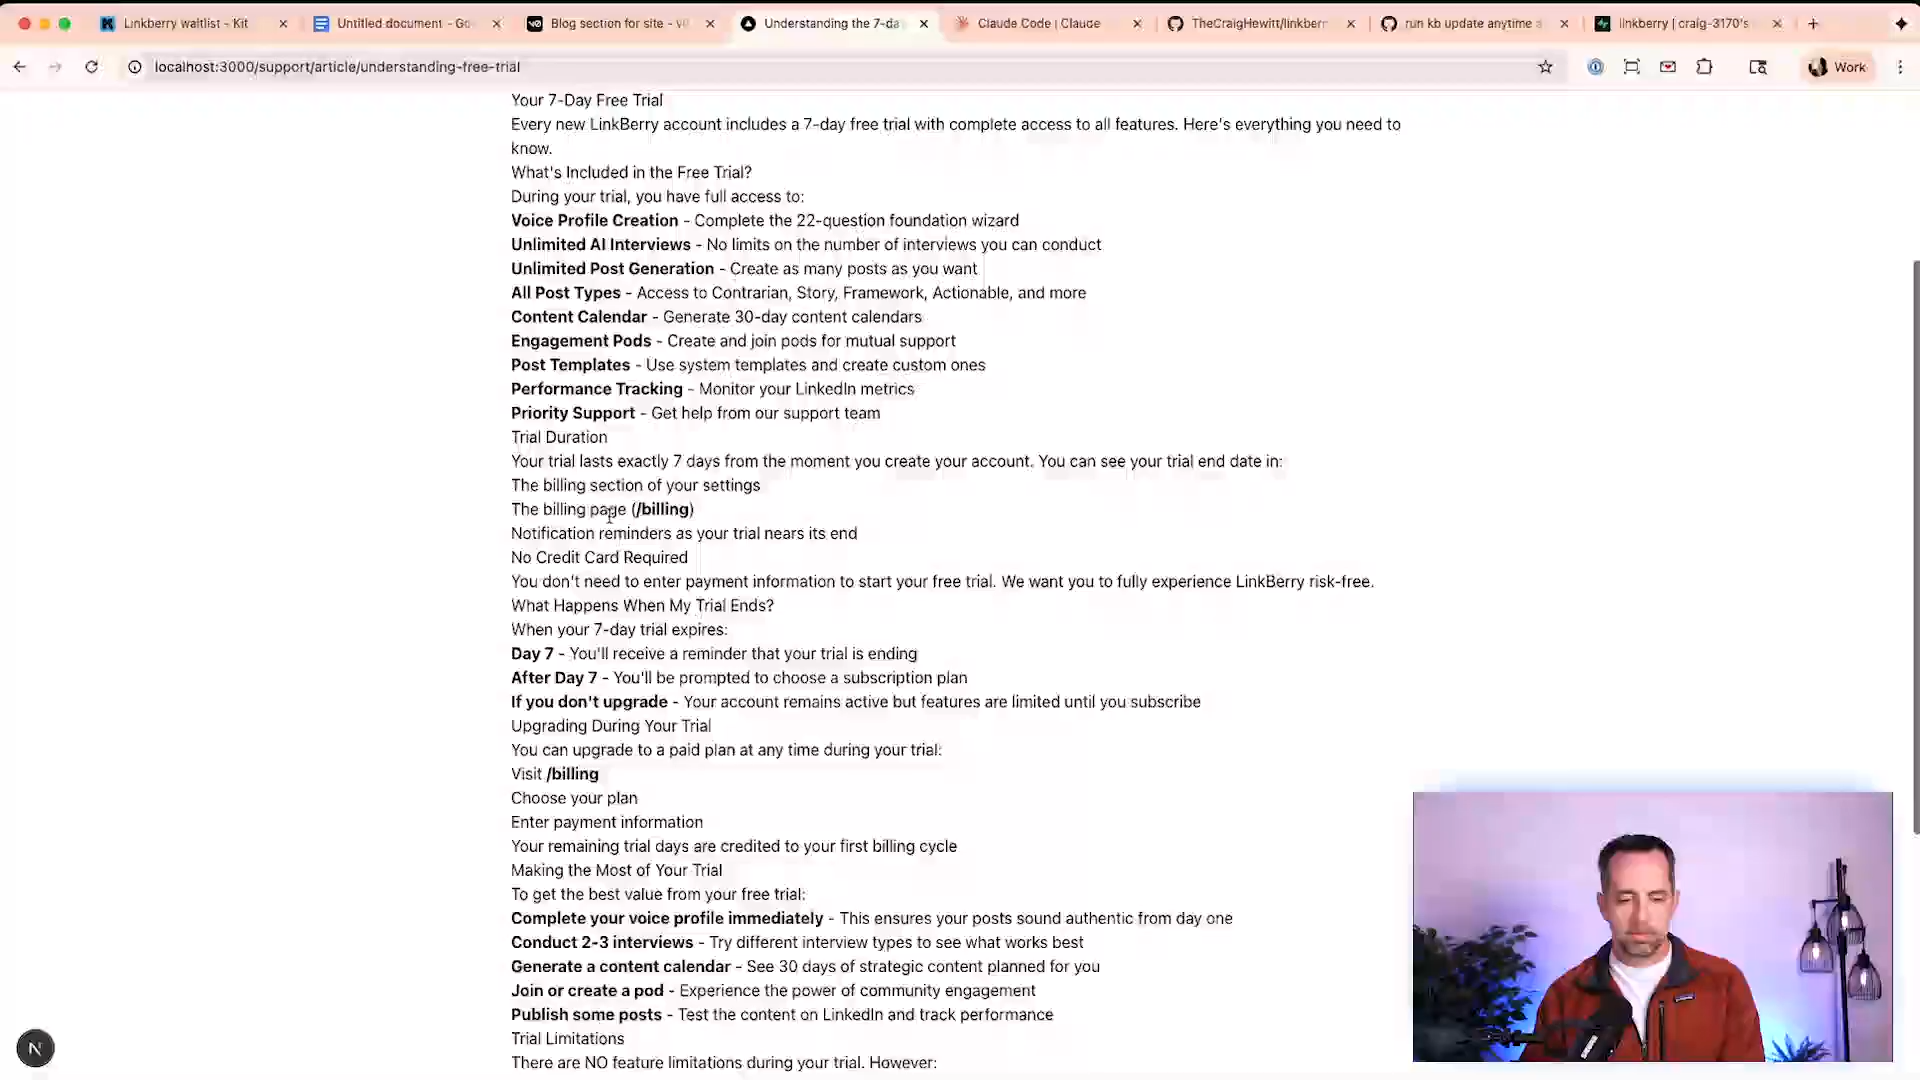 Linkberry waitlist - Kit
Untitled document - Go
Blog section for site - v0
Understanding the 7-da
Claude Code | Claude
TheCraigHewitt/linkberr
run kb update anytime a
linkberry | craig-3170's
localhost:3000/support/article/understanding-free-trial
Work
Your 7-Day Free Trial
Every new LinkBerry account includes a 7-day free trial with complete access to all features. Here's everything you need to
know.
What's Included in the Free Trial?
During your trial, you have full access to:
Voice Profile Creation - Complete the 22-question foundation wizard
Unlimited AI Interviews - No limits on the number of interviews you can conduct
Unlimited Post Generation - Create as many posts as you want
All Post Types - Access to Contrarian, Story, Framework, Actionable, and more
Content Calendar - Generate 30-day content calendars
Engagement Pods - Create and join pods for mutual support
Post Templates - Use system templates and create custom ones
Performance Tracking - Monitor your LinkedIn metrics
Priority Support - Get help from our support team
Trial Duration
Your trial lasts exactly 7 days from the moment you create your account. You can see your trial end date in:
The billing section of your settings
The billing page (/billing)
Notification reminders as your trial nears its end
No Credit Card Required
You don't need to enter payment information to start your free trial. We want you to fully experience LinkBerry risk-free.
What Happens When My Trial Ends?
When your 7-day trial expires:
Day 7 - You'll receive a reminder that your trial is ending
After Day 7 - You'll be prompted to choose a subscription plan
If you don't upgrade - Your account remains active but features are limited until you subscribe
Upgrading During Your Trial
You can upgrade to a paid plan at any time during your trial:
Visit /billing
Choose your plan
Enter payment information
Your remaining trial days are credited to your first billing cycle
Making the Most of Your Trial
To get the best value from your free trial:
Complete your voice profile immediately - This ensures your posts sound authentic from day one
Conduct 2-3 interviews - Try different interview types to see what works best
Generate a content calendar - See 30 days of strategic content planned for you
Join or create a pod - Experience the power of community engagement
Publish some posts - Test the content on LinkedIn and track performance
Trial Limitations
There are NO feature limitations during your trial. However:
N